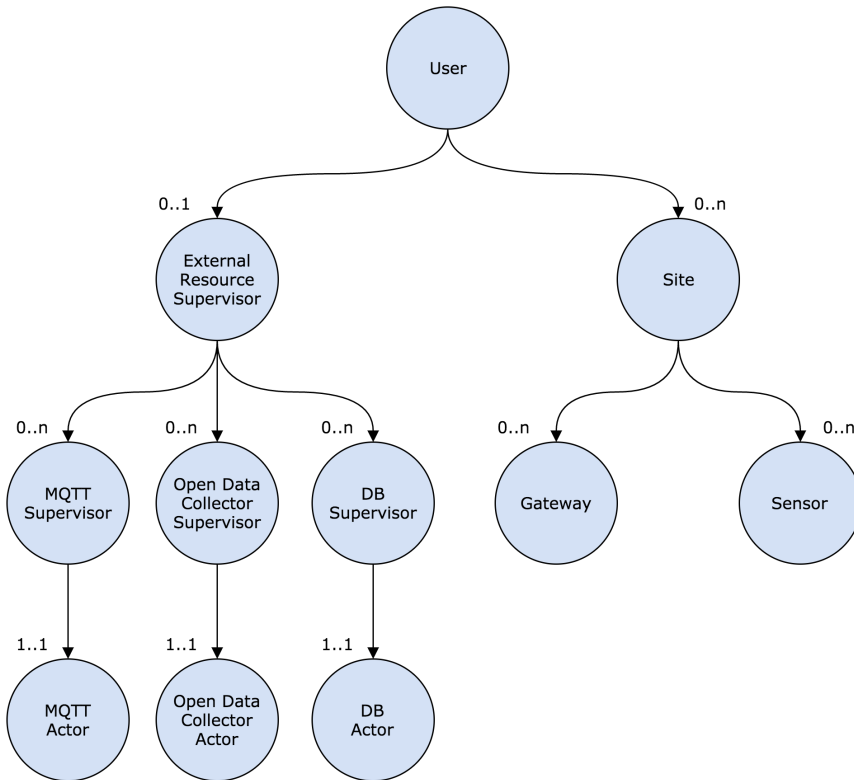 User
0..1
0..n
External
Resource
Supervisor
Site
0..n
0..n
0..n
0..n
0..n
MQTT
Supervisor
Open Data
Collector
Supervisor
DB
Supervisor
Gateway
Sensor
1..1
1..1
1..1
MQTT
Actor
Open Data
Collector
Actor
DB
Actor